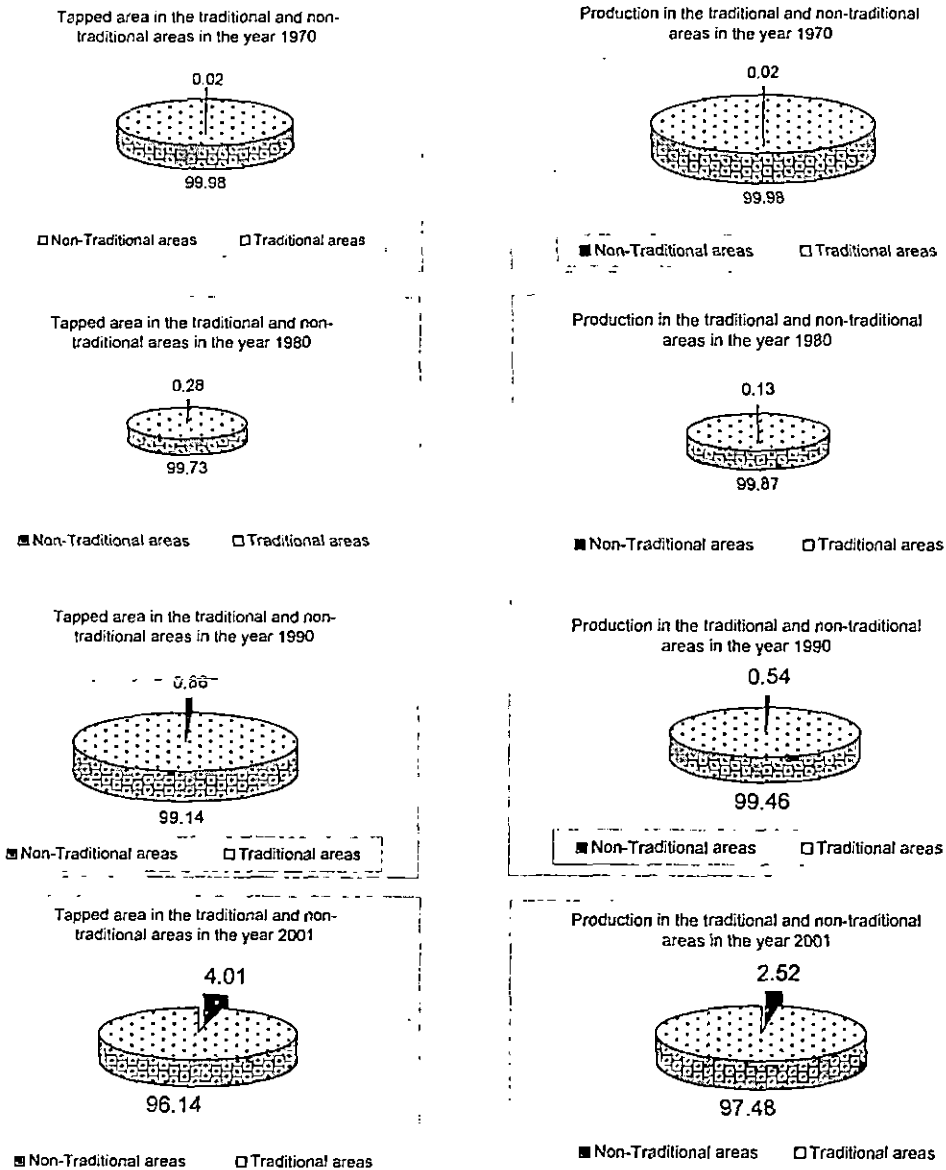 Tapped area in the traditional and non-
traditional areas in the year 1970
0.02
99.98
Non-Traditional areas Traditional areas
Production in the traditional and non-traditional
areas in the year 1970
0.02
99.98
Non-Traditional areas Traditional areas
Tapped area in the traditional and non-
traditional areas in the year 1980
0.28
99.73
Non-Traditional areas Traditional areas
Production in the traditional and non-traditional
areas in the year 1980
0.13
99.87
Non-Traditional areas Traditional areas
Tapped area in the traditional and non-
traditional areas in the year 1990
99.14
Non-Traditional areas Traditional areas
Production in the traditional and non-traditional
areas in the year 1990
0.54
99.46
Non-Traditional areas Traditional areas
Tapped area in the traditional and non-
traditional areas in the year 2001
4.01
96.14
Non-Traditional areas Traditional areas
Production in the traditional and non-traditional
areas in the year 2001
2.52
97.48
Non-Traditional areas Traditional areas